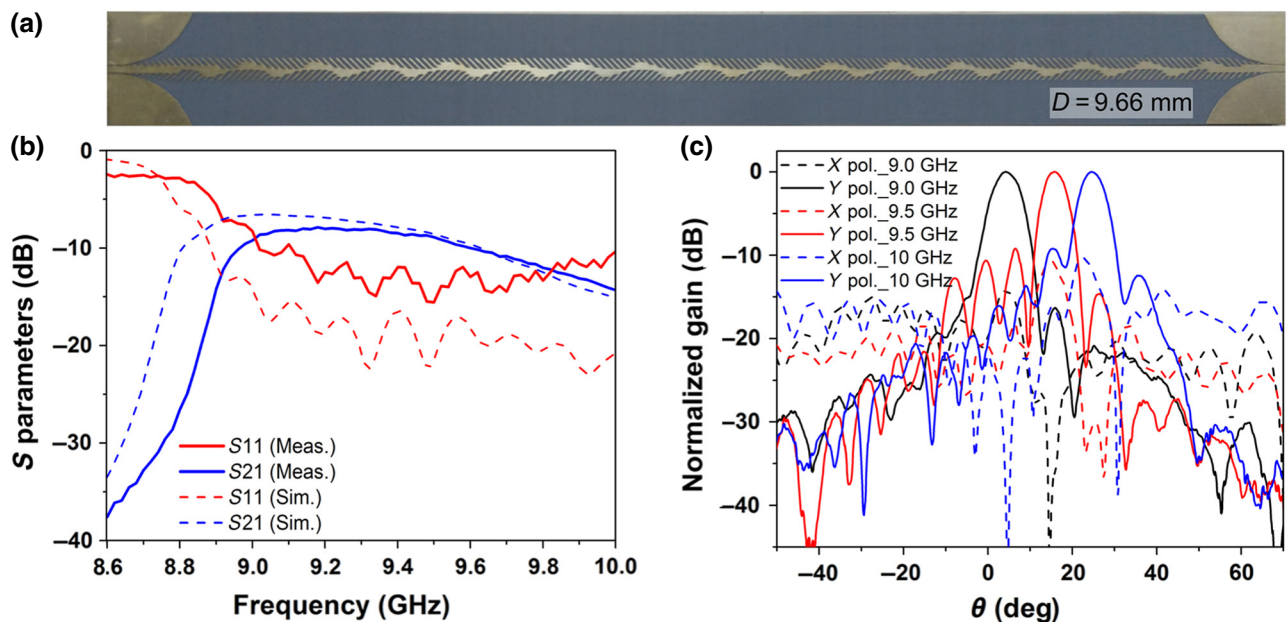 (a)
D = 9.66 mm
(b)
S parameters (dB)
0
–10
–20
–30
–40
S11 (Meas.)
S21 (Meas.)
S11 (Sim.)
S21 (Sim.)
8.6 8.8 9.0 9.2 9.4 9.6 9.8 10.0
Frequency (GHz)
(c)
Normalized gain (dB)
0
–10
–20
–30
–40
X pol._9.0 GHz
Y pol._9.0 GHz
X pol._9.5 GHz
Y pol._9.5 GHz
X pol._10 GHz
Y pol._10 GHz
–40 –20 0 20 40 60
θ (deg)